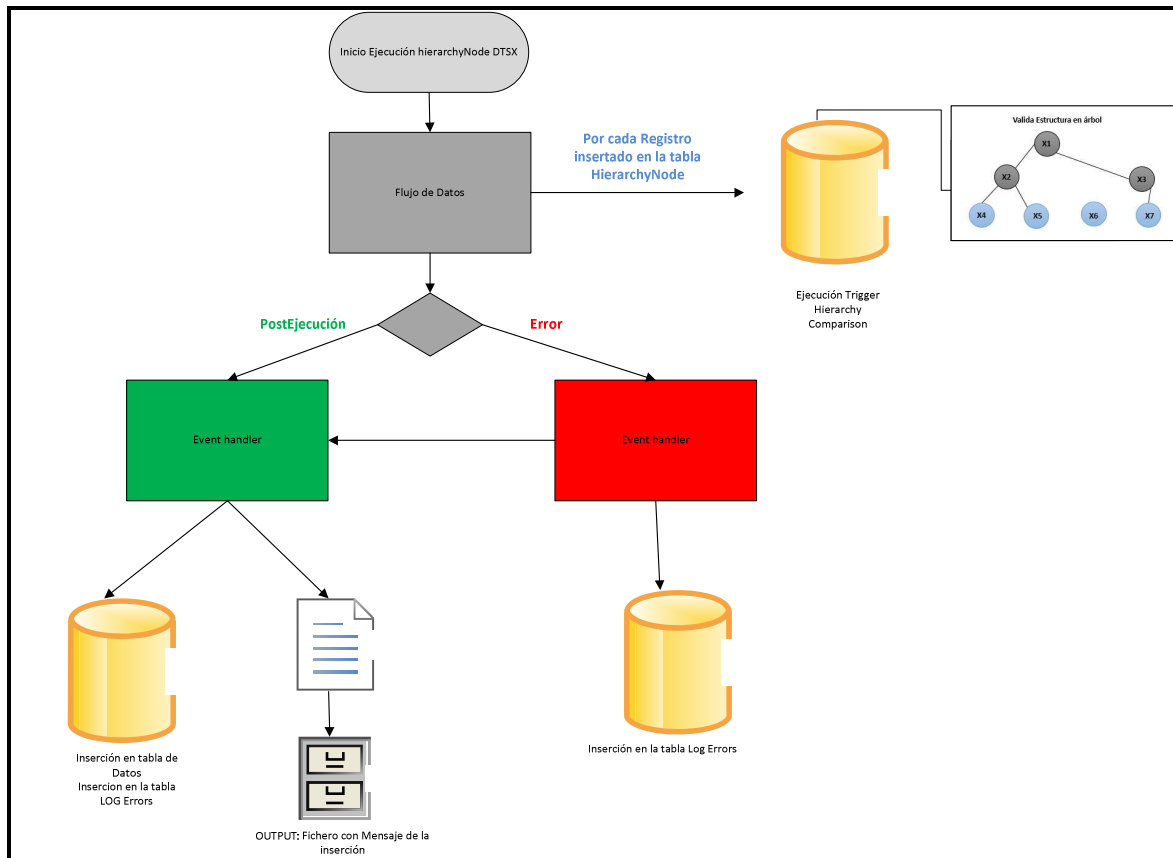 Inicio Ejecución hierarchyNode DTSX
Por cada Registro
insertado en la tabla
HierarchyNode
Flujo de Datos
Valida Estructura en árbol
X1
X2
X3
X4
X5
X6
X7
Ejecución Trigger
Hierarchy
Comparison
PostEjecución
Error
Event handler
Event handler
Inserción en tabla de
Datos
Insercion en la tabla
LOG Errors
OUTPUT: Fichero con Mensaje de la
inserción
Inserción en la tabla Log Errors